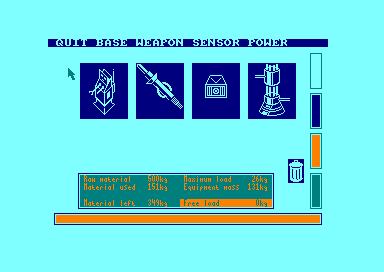 QUIT BASE WEAPON SENSOR POWER
Raw material 500kg Maximum load 26kg
Material used 151kg Equipment mass 131kg
Material left 349kg Free load 0kg